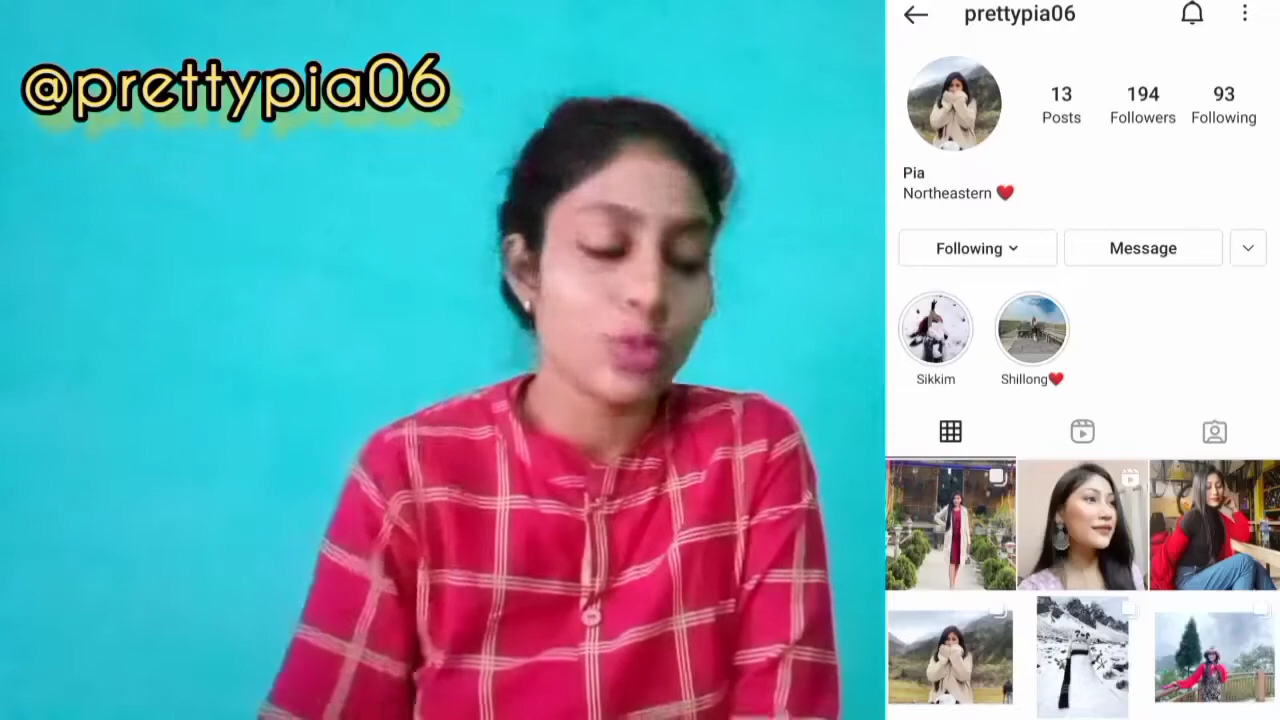 @prettypia06
prettypia06
13
194
93
Posts
Followers
Following
Pia
Northeastern ❤️
Following
Message
Sikkim
Shillong❤️